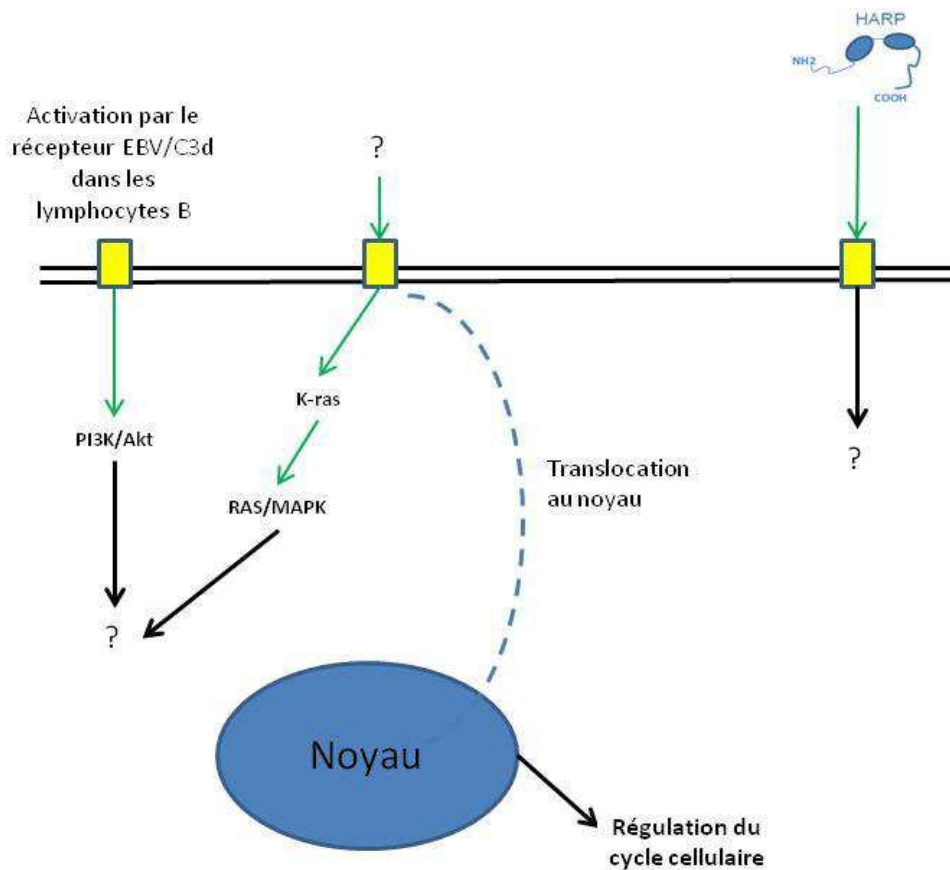 HARP
NH2
COOH
Activation par le
récepteur EBV/C3d
dans les
lymphocytes B
?
K-ras
PI3K/Akt
RAS/MAPK
?
Translocation
au noyau
?
Noyau
Régulation du
cycle cellulaire